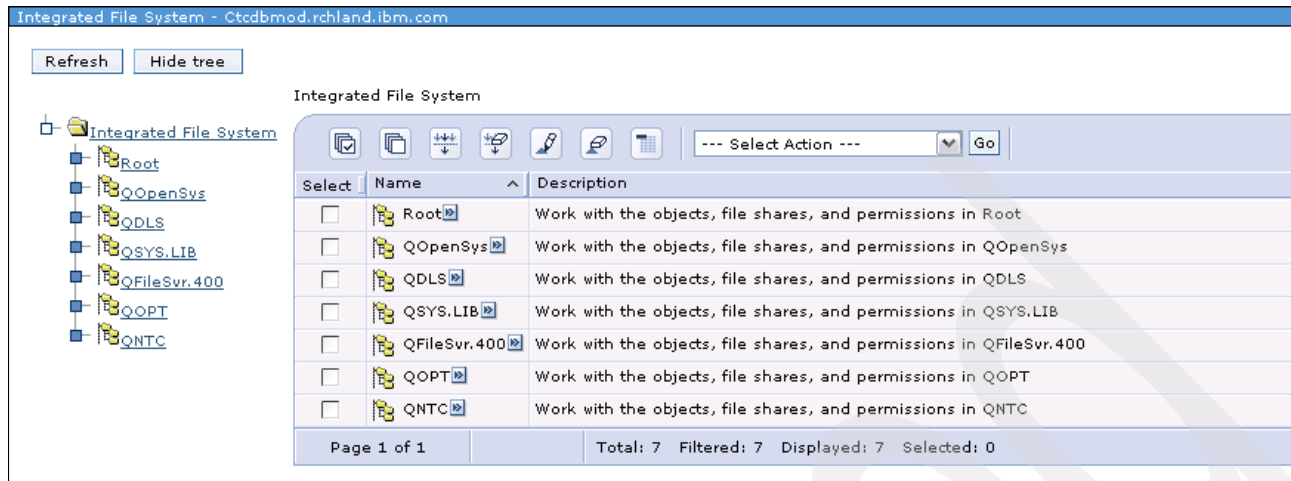 Integrated File System - Ctcdbmod.rchland.ibm.com
Refresh Hide tree
Integrated File System
Integrated File System
Root
QOpenSys
QDLS
QSYS.LIB
QFileSvr.400
QOPT
QNTC
--- Select Action --- Go
Select Name Description
Root Work with the objects, file shares, and permissions in Root
QOpenSys Work with the objects, file shares, and permissions in QOpenSys
QDLS Work with the objects, file shares, and permissions in QDLS
QSYS.LIB Work with the objects, file shares, and permissions in QSYS.LIB
QFileSvr.400 Work with the objects, file shares, and permissions in QFileSvr.400
QOPT Work with the objects, file shares, and permissions in QOPT
QNTC Work with the objects, file shares, and permissions in QNTC
Page 1 of 1 Total: 7 Filtered: 7 Displayed: 7 Selected: 0